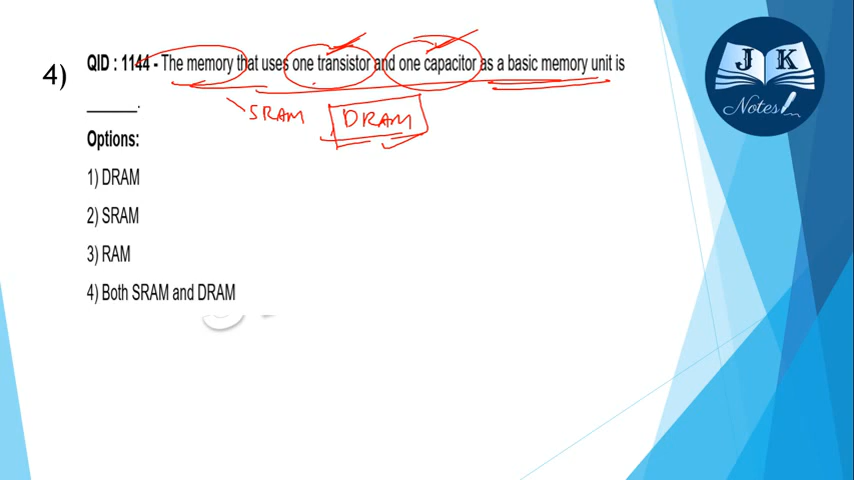 4) QID : 1144 - The memory that uses one transistor and one capacitor as a basic memory unit is
______.
SRAM DRAM
Options:
1) DRAM
2) SRAM
3) RAM
4) Both SRAM and DRAM
J K
Notes